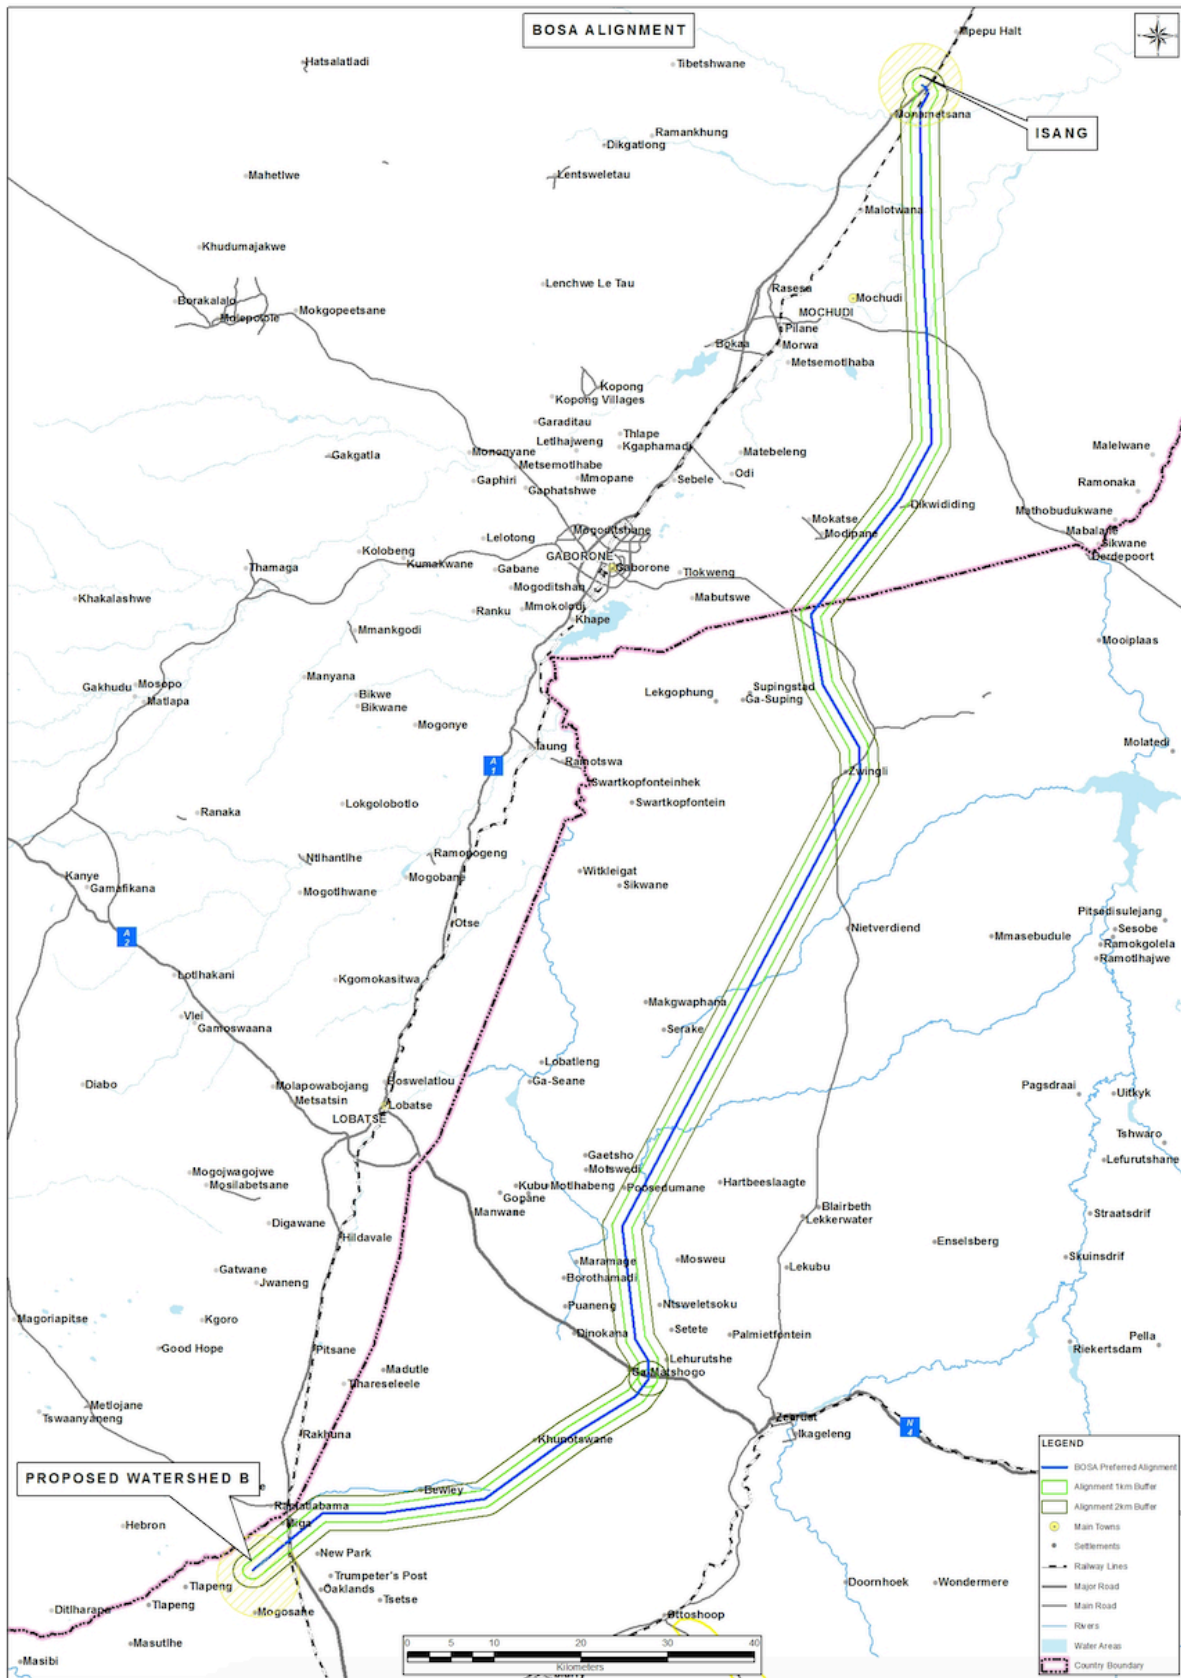 BOSA ALIGNMENT
Mpepu Halt
Hatsalatladi
Tibetshwane
Monametsana
ISANG
Ramankhung
Dikgatlong
Mahetlwe
Lentsweletau
Malotwana
Khudumajakwe
Lenchwe Le Tau
Rasesa
Mochudi
Borakalalo
Mokgopeetsane
Molepolole
MOCHUDI
Pilane
Bokaa
Morwa
Metsemotlhaba
Kopong
Kopong Villages
Garaditau
Thlape
Letlhajweng
Kgaphamadi
Malelwane
Gakgatla
Mononyane
Matebeleng
Metsemotlhabe
Odi
Gaphiri
Mmopane
Sebele
Gaphatshwe
Ramonaka
Dikwididing
Mathobudukwane
Mokatse
Mogoditshane
Modipane
Mabalane
Lelotong
Sikwane
Kolobeng
GABORONE
Derdepoort
Kumakwane
Gabane
Gaborone
Thamaga
Tlokweng
Mogoditshan
Khakalashwe
Mabutswe
Ranku
Mmokolodi
Khape
Mmankgodi
Mooiplaas
Manyana
Gakhudu
Mosopo
Supingstad
Bikwe
Lekgophung
Ga-Suping
Matlapa
Bikwane
Mogonye
Taung
Molatedi
A
1
Ramotswa
Zwingli
Swartkopfonteinhek
Lokgolobotlo
Swartkopfontein
Ranaka
Ntlhantlhe
Ramopogeng
Witkleigat
Kanye
Mogobane
Gamafikana
Mogotlhwane
Sikwane
Pitsedisulejang
Otse
Nietverdiend
Sesobe
A
2
Mmasebudule
Ramokgolela
Ramotlhajwe
Lotlhakani
Kgomokasitwa
Makgwaphana
Vlei
Gamoswaana
Serake
Lobatleng
Diabo
Molapowabojang
Boswelatlou
Ga-Seane
Pagsdraai
Uitkyk
Metsatsin
Lobatse
LOBATSE
Tshwaro
Gaetsho
Lefurutshane
Mogojwagojwe
Motswedi
Mosilabetsane
Kubu
Motlhabeng
Poosedumane
Hartbeeslaagte
Gopane
Manwane
Blairbeth
Digawane
Lekkerwater
Straatsdrif
Hildavale
Enselsberg
Gatwane
Maramage
Mosweu
Skuinsdrif
Jwaneng
Borothamadi
Lekubu
Puaneng
Ntsweletsoku
Magoriapitse
Kgoro
Dinokana
Setete
Palmietfontein
Pella
Good Hope
Pitsane
Riekertsdam
Madutle
Lehurutshe
Ga Matshogo
Tlhareseleele
Metlojane
Tswaanyaneng
Zeerust
Rakhuna
Khunotswane
Ikageleng
N
4
PROPOSED WATERSHED B
Bewley
Ramatlabama
Hebron
Miga
New Park
Trumpeter's Post
Tlapeng
Oaklands
Doornhoek
Wondermere
Tsetse
Ditlharapa
Tlapeng
Mogosane
Ottoshoop
Masutlhe
Masibi
0 5 10 20 30 40
Kilometers
LEGEND
BOSA Preferred Alignment
Alignment 1km Buffer
Alignment 2km Buffer
Main Towns
Settlements
Railway Lines
Major Road
Main Road
Rivers
Water Areas
Country Boundary